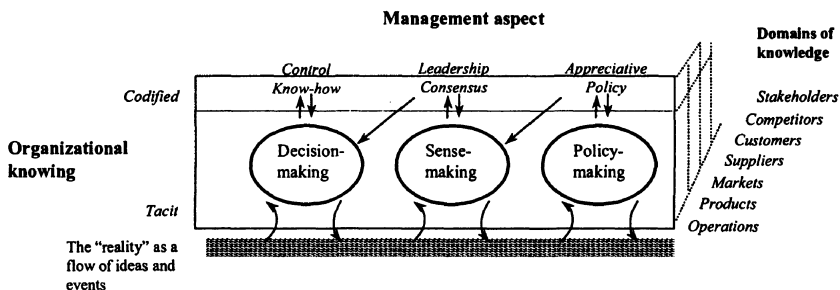 Management aspect
Domains of
knowledge
Control
Know-how
Leadership
Consensus
Appreciative
Policy
Codified
Stakeholders
Competitors
Customers
Suppliers
Markets
Products
Operations
Organizational
knowing
Decision-
making
Sense-
making
Policy-
making
Tacit
The "reality" as a
flow of ideas and
events